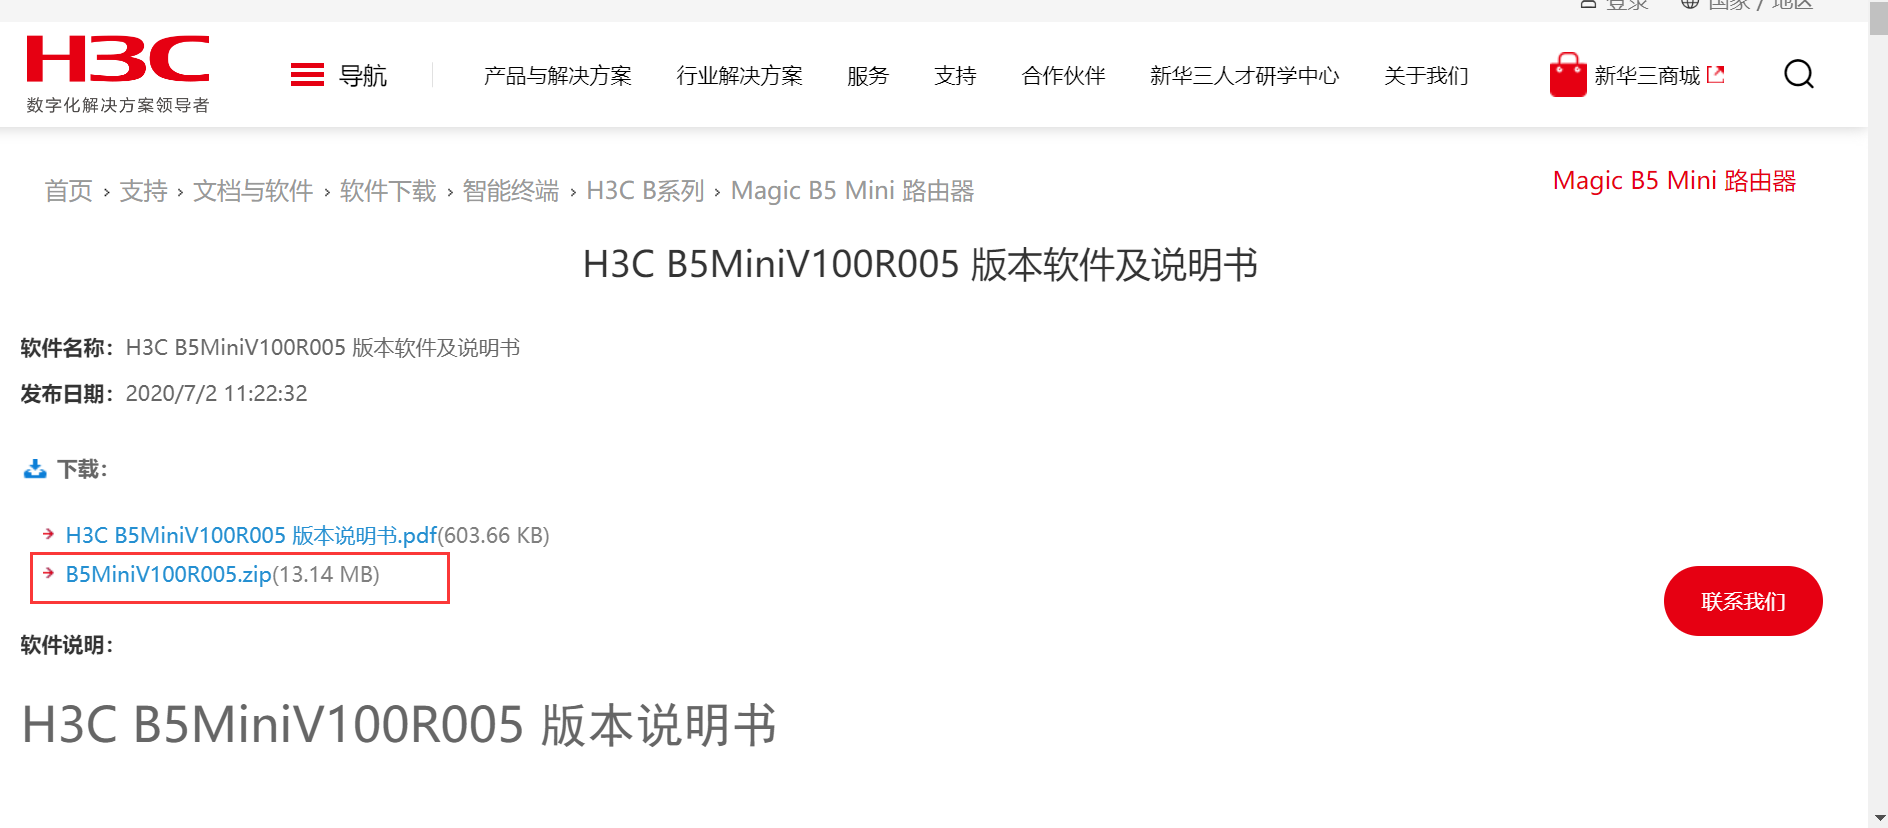 登录 国家 / 地区
H3C
数字化解决方案领导者
导航 产品与解决方案 行业解决方案 服务 支持 合作伙伴 新华三人才研学中心 关于我们 新华三商城
首页 › 支持 › 文档与软件 › 软件下载 › 智能终端 › H3C B系列 › Magic B5 Mini 路由器
Magic B5 Mini 路由器
H3C B5MiniV100R005 版本软件及说明书
软件名称： H3C B5MiniV100R005 版本软件及说明书
发布日期： 2020/7/2 11:22:32
下载：
H3C B5MiniV100R005 版本说明书.pdf(603.66 KB)
B5MiniV100R005.zip(13.14 MB)
联系我们
软件说明：
H3C B5MiniV100R005 版本说明书